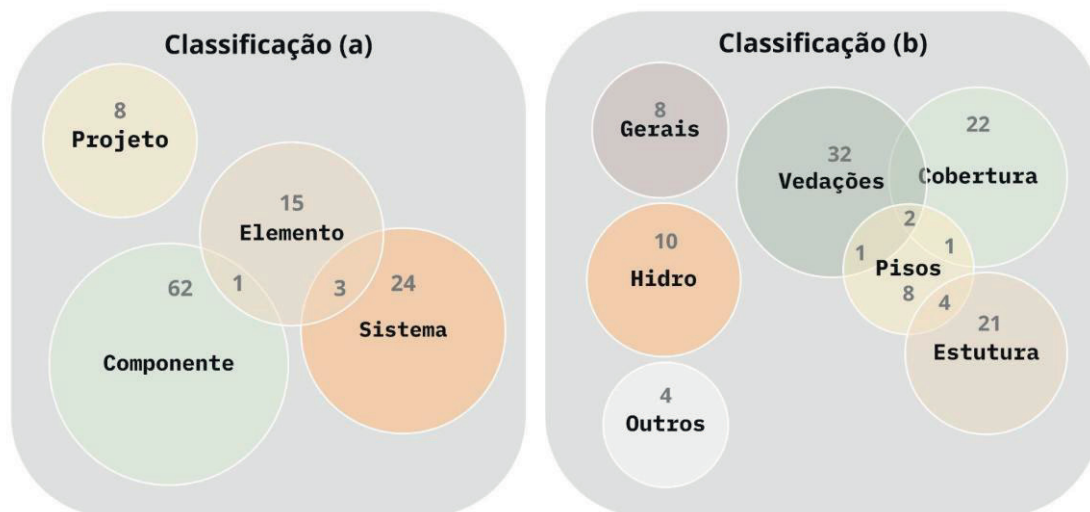 Classificação (a)
8
Projeto
15
Elemento
62
1
3
24
Sistema
Componente
Classificação (b)
8
Gerais
32
Vedações
22
Cobertura
2
10
Hidro
1
1
Pisos
8
4
21
Estutura
4
Outros